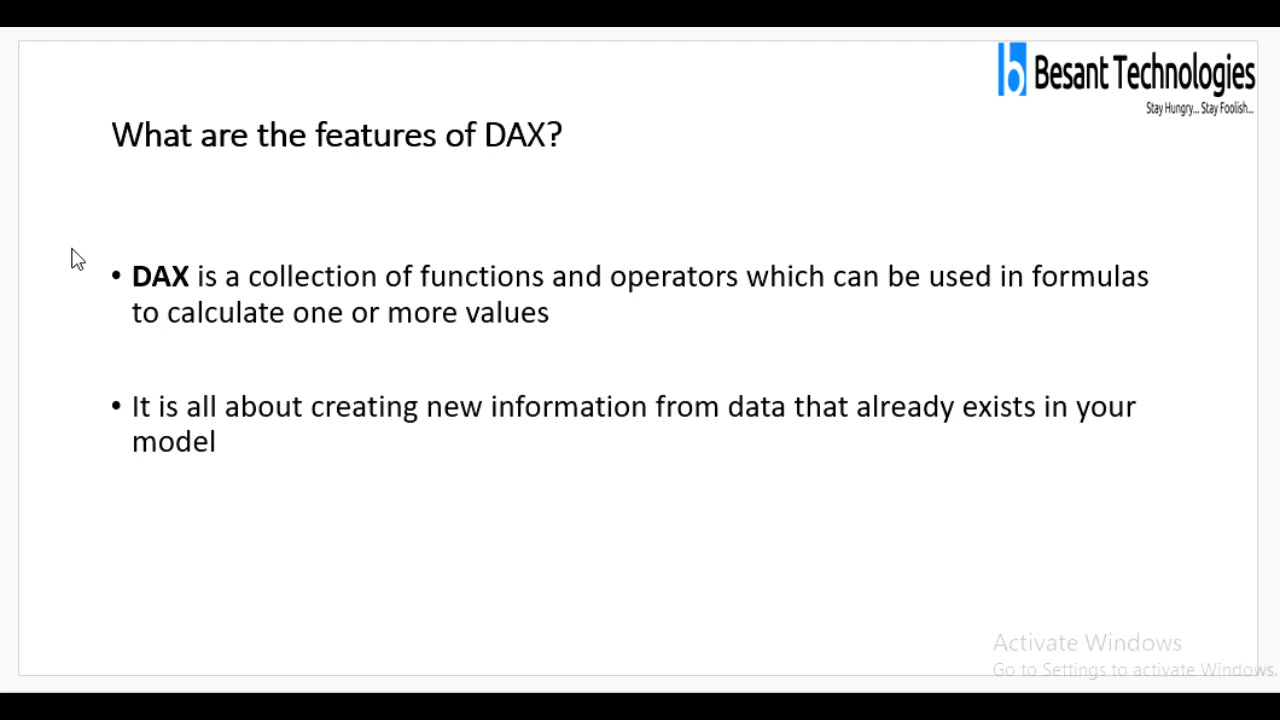 b Besant Technologies
Stay Hungry... Stay Foolish...
What are the features of DAX?
• DAX is a collection of functions and operators which can be used in formulas
to calculate one or more values
• It is all about creating new information from data that already exists in your
model
Activate Windows
Go to Settings to activate Windows.